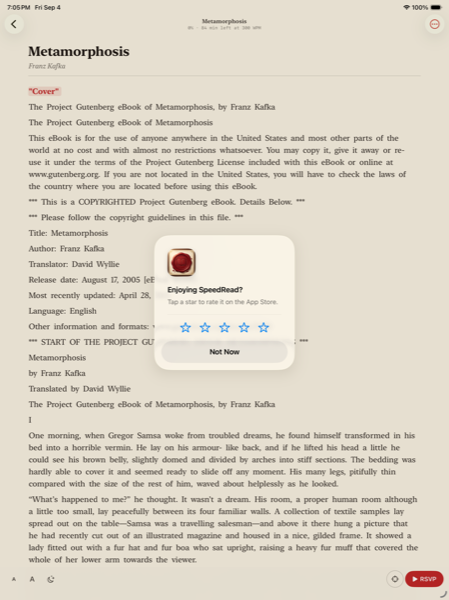 7:05 PM Fri Sep 4
100%
Metamorphosis
Metamorphosis
Franz Kafka
"Cover"
The Project Gutenberg eBook of Metamorphosis, by Franz Kafka
The Project Gutenberg eBook of Metamorphosis
This eBook is for the use of anyone anywhere in the United States and most other parts of the
world at no cost and with almost no restrictions whatsoever. You may copy it, give it away or re-
use it under the terms of the Project Gutenberg License included with this eBook or online at
www.gutenberg.org. If you are not located in the United States, you will have to check the laws of
the country where you are located before using this eBook.
*** This is a COPYRIGHTED Project Gutenberg eBook. Details Below. ***
*** Please follow the copyright guidelines in this file. ***
Title: Metamorphosis
Author: Franz Kafka
Translator: David Wyllie
Release date: August 17, 2005 [eB
Most recently updated: April 28,
Language: English
Other information and formats:
*** START OF THE PROJECT GU ***
Enjoying SpeedRead?
Tap a star to rate it on the App Store.
Not Now
Metamorphosis
by Franz Kafka
Translated by David Wyllie
The Project Gutenberg eBook of Metamorphosis, by Franz Kafka
I
One morning, when Gregor Samsa woke from troubled dreams, he found himself transformed in his
bed into a horrible vermin. He lay on his armour- like back, and if he lifted his head a little he
could see his brown belly, slightly domed and divided by arches into stiff sections. The bedding was
hardly able to cover it and seemed ready to slide off any moment. His many legs, pitifully thin
compared with the size of the rest of him, waved about helplessly as he looked.
"What's happened to me?" he thought. It wasn't a dream. His room, a proper human room although
a little too small, lay peacefully between its four familiar walls. A collection of textile samples lay
spread out on the table—Samsa was a travelling salesman—and above it there hung a picture that
he had recently cut out of an illustrated magazine and housed in a nice, gilded frame. It showed a
lady fitted out with a fur hat and fur boa who sat upright, raising a heavy fur muff that covered the
whole of her lower arm towards the viewer.
A A RSVP